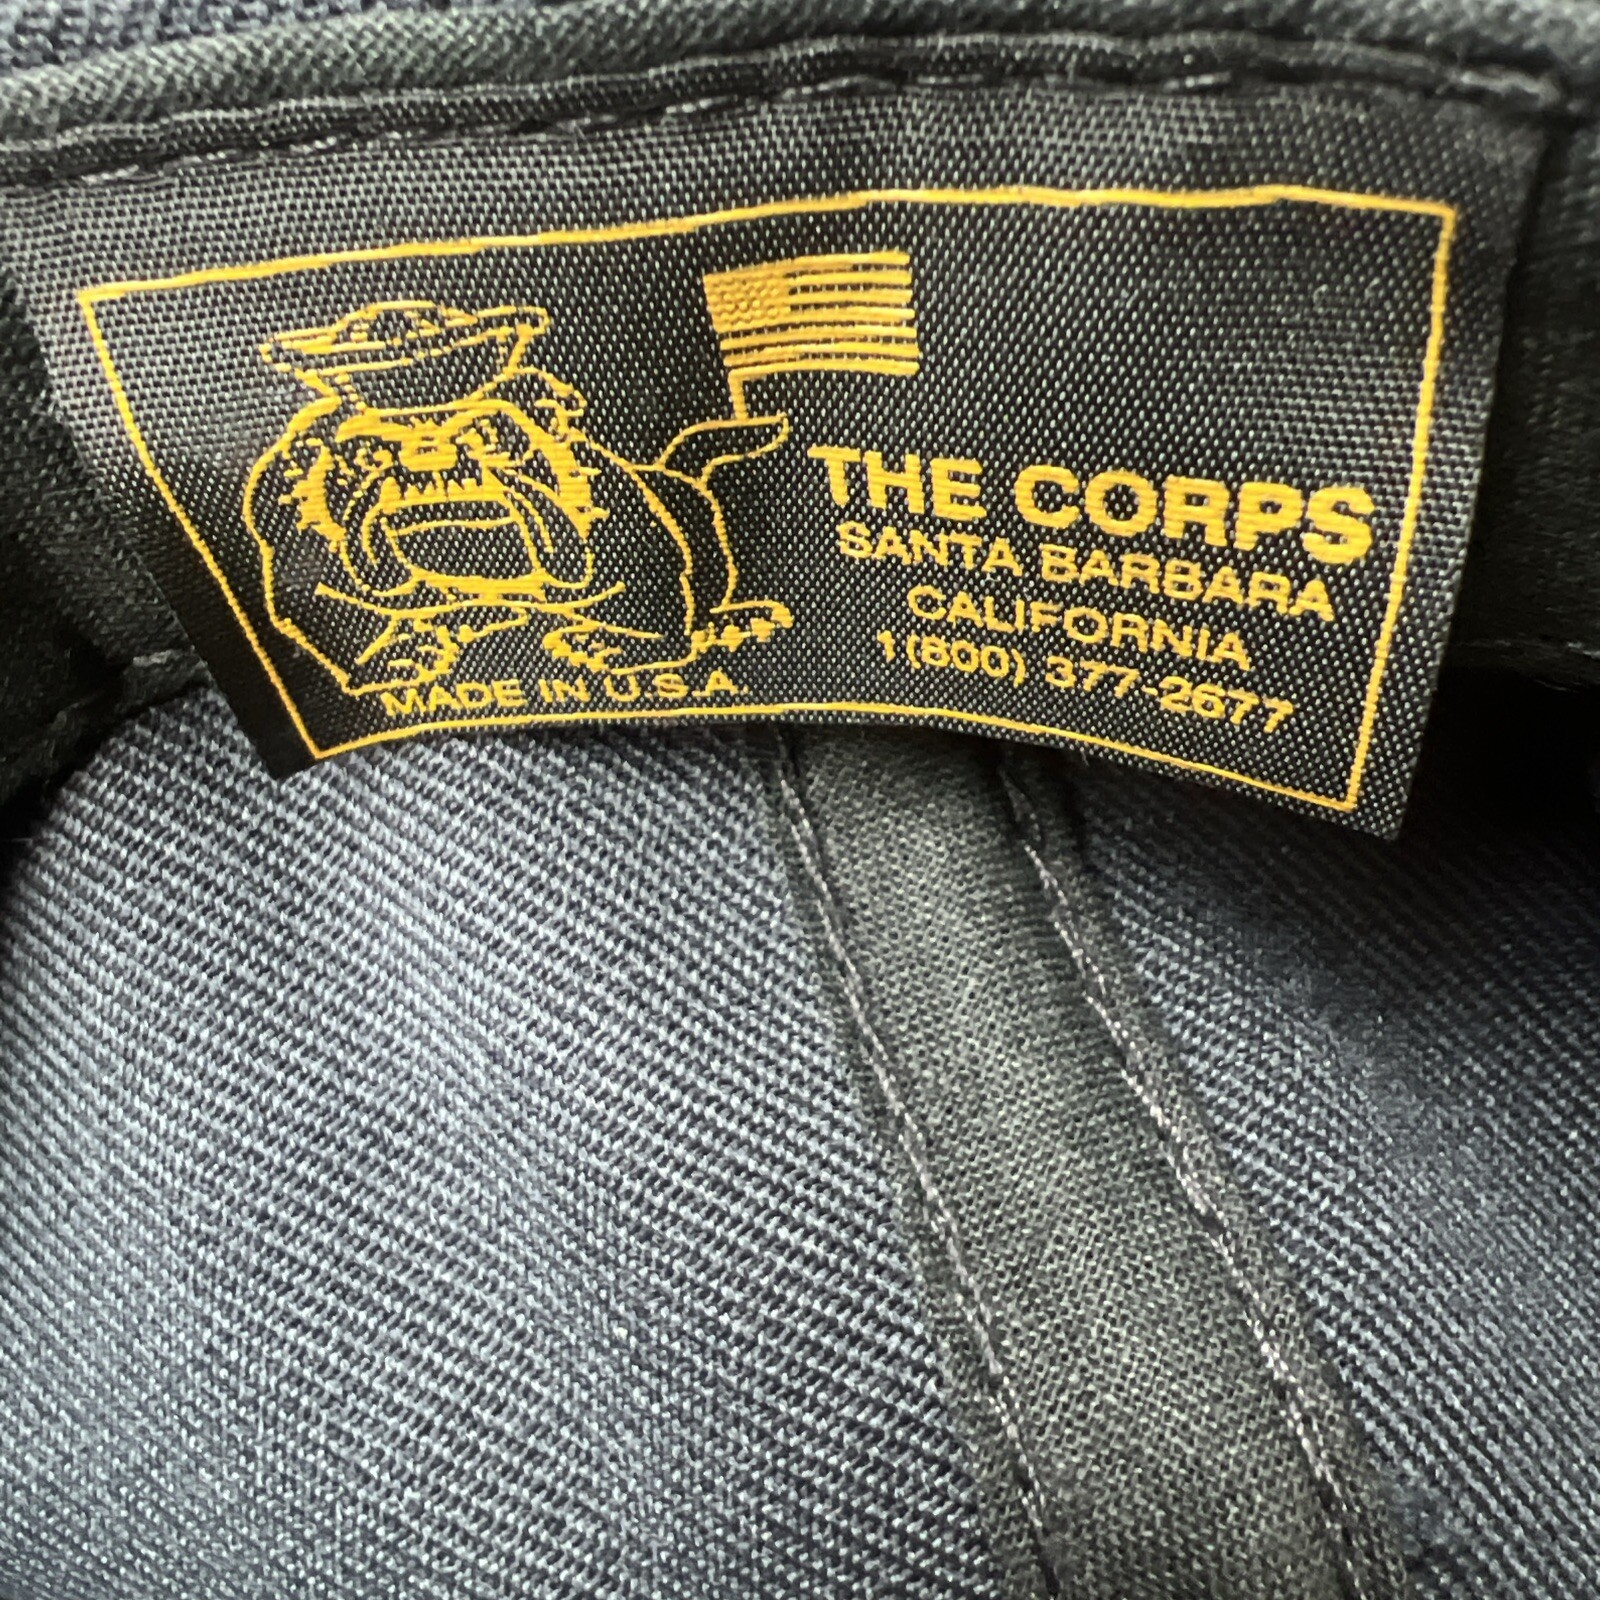 THE CORPS
SANTA BARBARA
CALIFORNIA
1(800) 377-2677
MADE IN U.S.A.